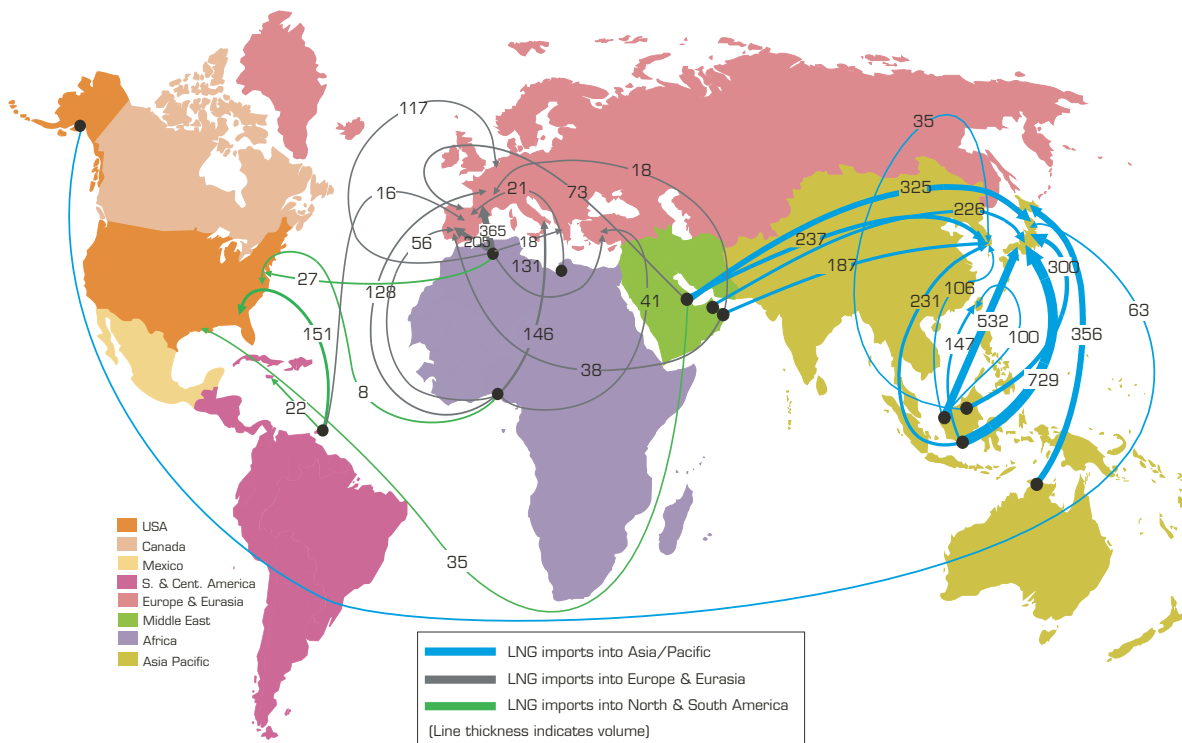 117
35
18
73
21
16
325
226
365
56
205
18
237
131
187
300
27
128
106
41
231
63
532
151
146
356
147
100
38
729
8
22
35
USA
Canada
Mexico
S. & Cent. America
Europe & Eurasia
Middle East
Africa
Asia Pacific
LNG imports into Asia/Pacific
LNG imports into Europe & Eurasia
LNG imports into North & South America
(Line thickness indicates volume)